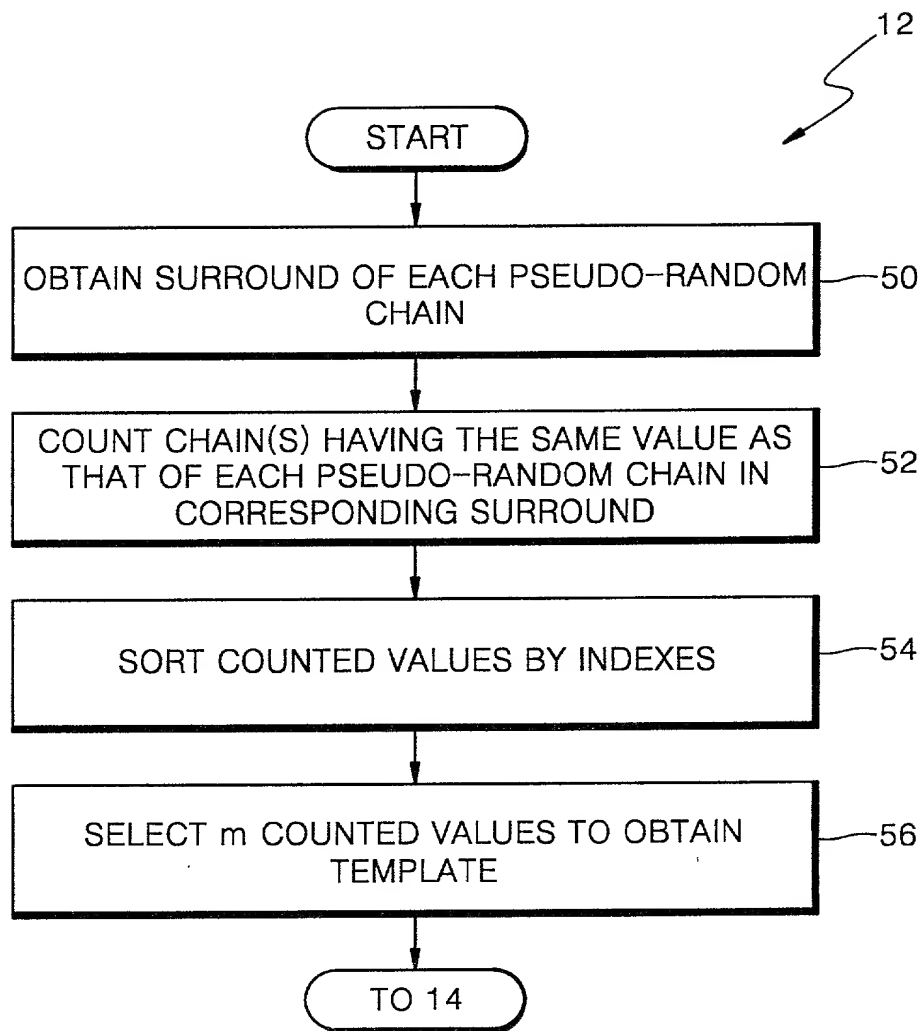 12
START
OBTAIN SURROUND OF EACH PSEUDO-RANDOM
CHAIN
50
COUNT CHAIN(S) HAVING THE SAME VALUE AS
THAT OF EACH PSEUDO-RANDOM CHAIN IN
CORRESPONDING SURROUND
52
SORT COUNTED VALUES BY INDEXES
54
SELECT m COUNTED VALUES TO OBTAIN
TEMPLATE
56
TO 14